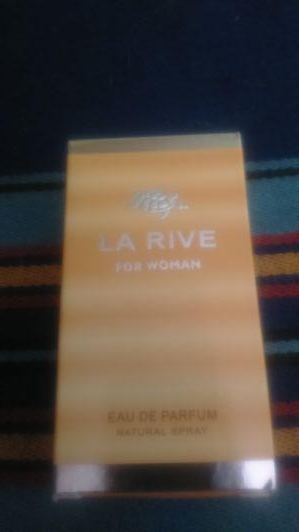 LA RIVE
FOR WOMAN
EAU DE PARFUM
NATURAL SPRAY